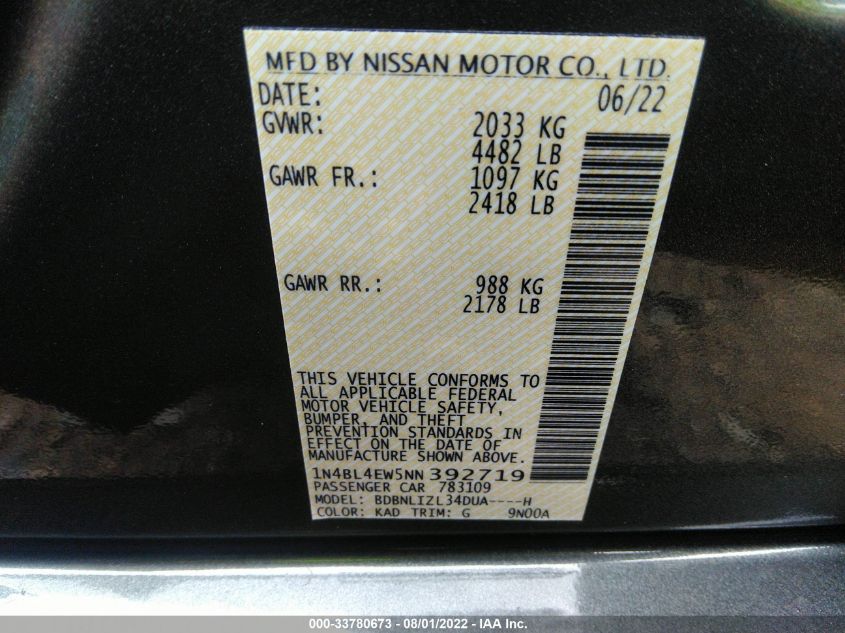 MFD BY NISSAN MOTOR CO., LTD.
DATE: 06/22
GVWR: 2033 KG
4482 LB
GAWR FR.: 1097 KG
2418 LB
GAWR RR.: 988 KG
2178 LB
THIS VEHICLE CONFORMS TO
ALL APPLICABLE FEDERAL
MOTOR VEHICLE SAFETY,
BUMPER, AND THEFT
PREVENTION STANDARDS IN
EFFECT ON THE DATE OF
MANUFACTURE SHOWN ABOVE.
1N4BL4EW5NN392719
PASSENGER CAR 783109
MODEL: BDBNLIZL34DUA----H
COLOR: KAD TRIM: G 9N00A
000-33780673 - 08/01/2022 - IAA Inc.